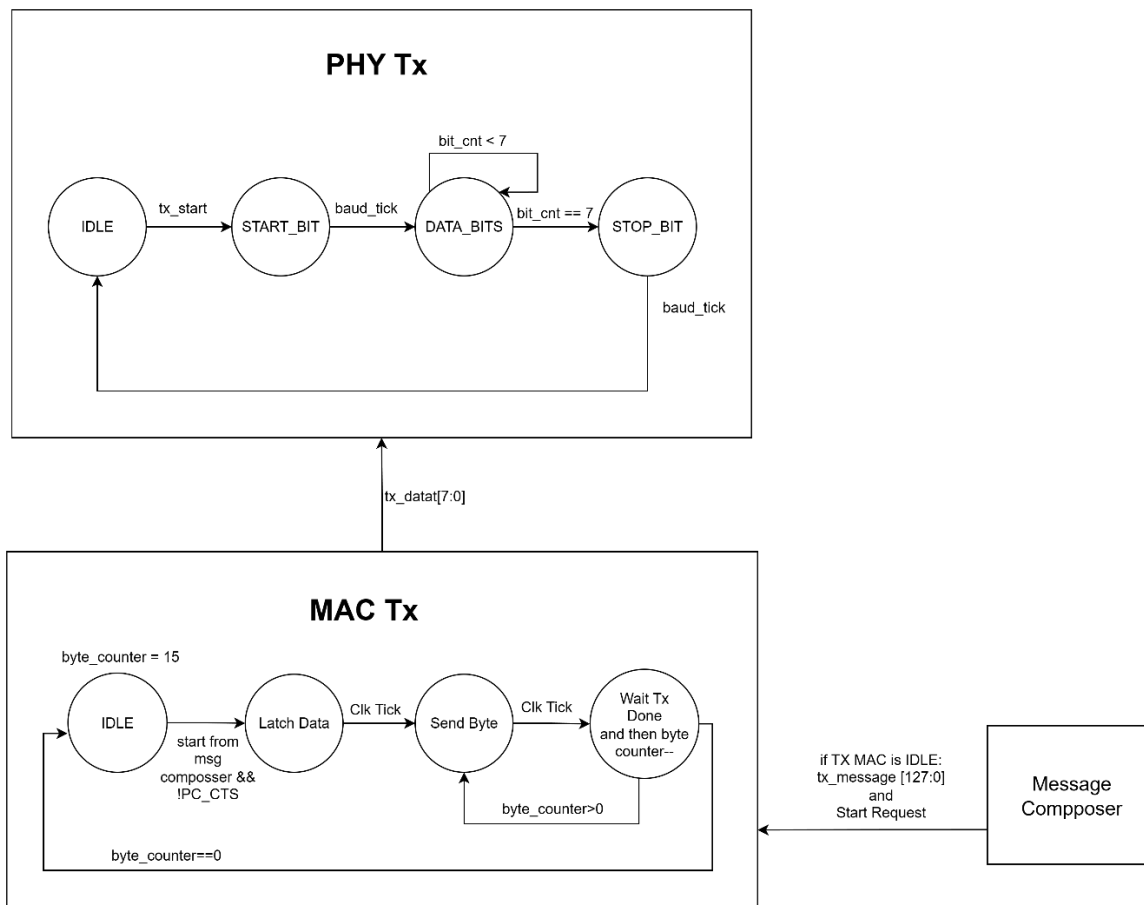 PHY Tx
bit_cnt < 7
IDLE
tx_start
START_BIT
baud_tick
DATA_BITS
bit_cnt == 7
STOP_BIT
baud_tick
tx_datat[7:0]
MAC Tx
byte_counter = 15
IDLE
start from
msg
composser &&
!PC_CTS
Latch Data
Clk Tick
Send Byte
Clk Tick
Wait Tx
Done
and then byte
counter--
byte_counter>0
byte_counter==0
if TX MAC is IDLE:
tx_message [127:0]
and
Start Request
Message
Compposer